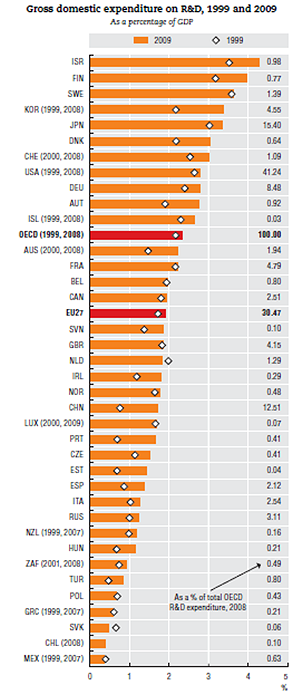 Gross domestic expenditure on R&D, 1999 and 2009
As a percentage of GDP
2009 1999
ISR 0.98
FIN 0.77
SWE 1.39
KOR (1999, 2008) 4.55
JPN 15.40
DNK 0.64
CHE (2000, 2008) 1.09
USA (1999, 2008) 41.24
DEU 8.48
AUT 0.92
ISL (1999, 2008) 0.03
OECD (1999, 2008) 100.00
AUS (2000, 2008) 1.94
FRA 4.79
BEL 0.80
CAN 2.51
EU27 30.47
SVN 0.10
GBR 4.15
NLD 1.29
IRL 0.29
NOR 0.48
CHN 12.51
LUX (2000, 2009) 0.07
PRT 0.41
CZE 0.41
EST 0.04
ESP 2.12
ITA 2.54
RUS 3.11
NZL (1999, 2007) 0.16
HUN 0.21
ZAF (2001, 2008) 0.49
TUR 0.80
POL 0.43
As a % of total OECD
R&D expenditure, 2008
GRC (1999, 2007) 0.21
SVK 0.06
CHL (2008) 0.10
MEX (1999, 2007) 0.63
0 1 2 3 4 5
%